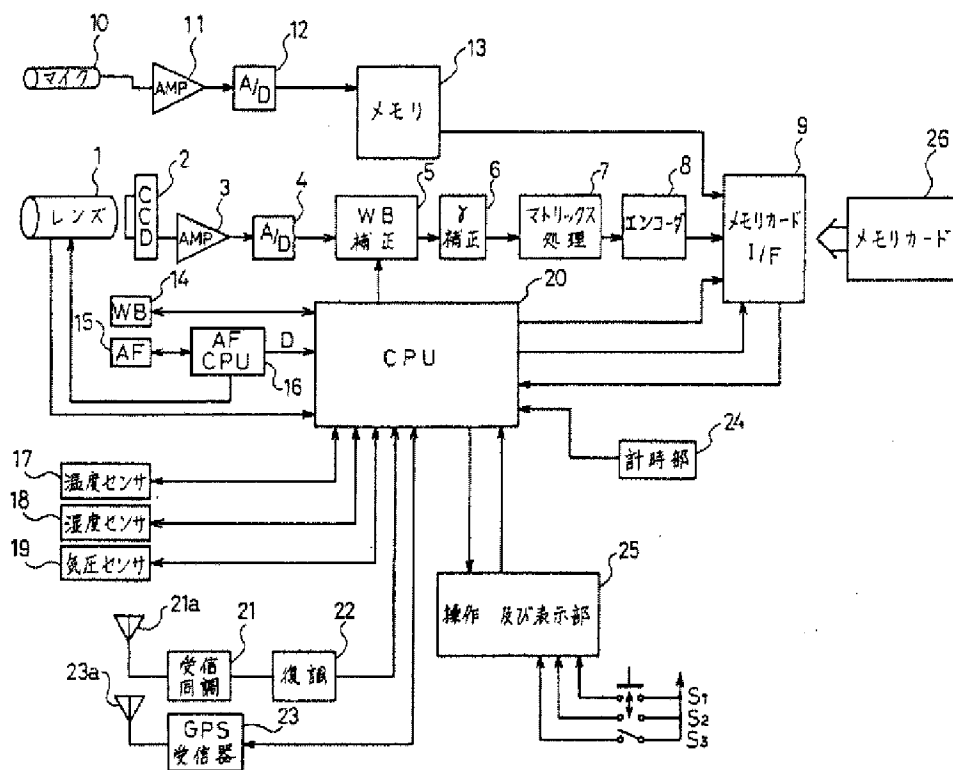 10
マイク
11
AMP
12
A/D
13
メモリ
1
レンズ
2
CCD
3
AMP
4
A/D
5
WB
補正
6
γ
補正
7
マトリックス
処理
8
エンコーダ
9
メモリカード
I/F
26
メモリカード
14
WB
15
AF
AF
CPU
16
D
20
CPU
24
計時部
17
温度センサ
18
湿度センサ
19
気圧センサ
25
操作 及び表示部
21a
21
受信
同調
22
復調
23a
23
GPS
受信器
S1
S2
S3